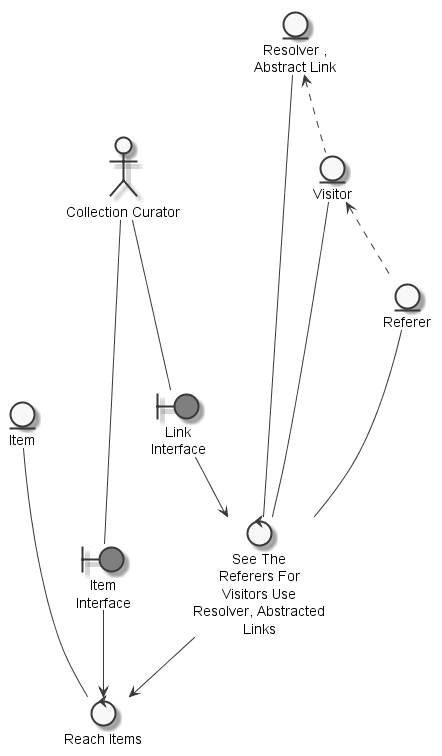 Resolver ,
Abstract Link
Visitor
Collection Curator
Referer
Link
Interface
Item
See The
Referers For
Visitors Use
Resolver, Abstracted
Links
Item
Interface
Reach Items